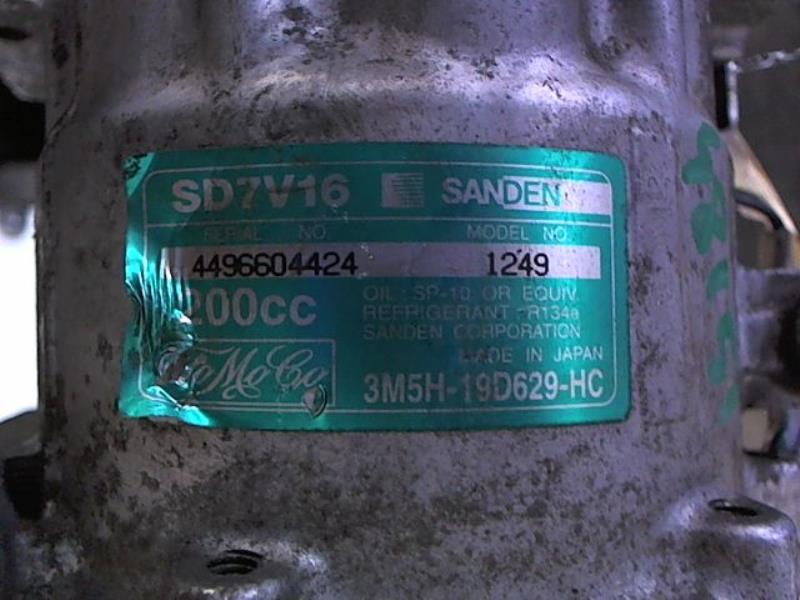 SD7V16 SANDEN
SERIAL NO. MODEL NO.
4496604424 1249
200cc
OIL : SP-10 OR EQUIV.
REFRIGERANT : R134a
SANDEN CORPORATION
MADE IN JAPAN
FoMoCo
3M5H-19D629-HC